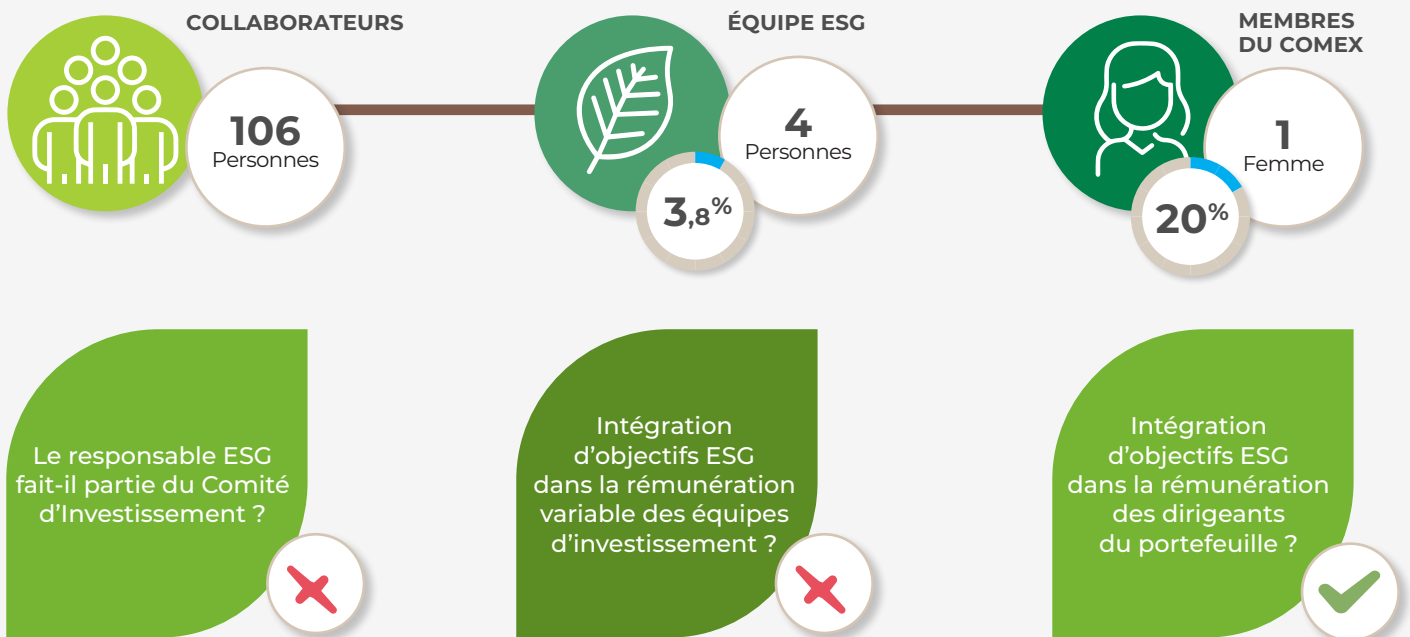 COLLABORATEURS
106
Personnes
ÉQUIPE ESG
4
Personnes
3,8%
MEMBRES
DU COMEX
1
Femme
20%
Le responsable ESG
fait-il partie du Comité
d’Investissement ?
Intégration
d’objectifs ESG
dans la rémunération
variable des équipes
d’investissement ?
Intégration
d’objectifs ESG
dans la rémunération
des dirigeants
du portefeuille ?